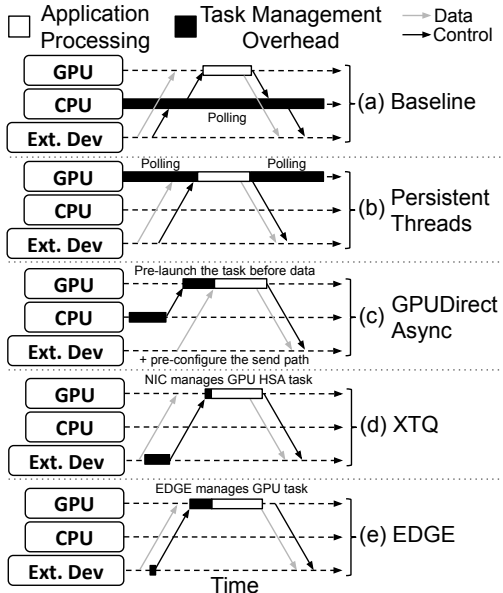 Application Processing
Task Management Overhead
Data
Control
GPU
CPU
Polling
Ext. Dev
(a) Baseline
Polling
Polling
GPU
CPU
Ext. Dev
(b) Persistent Threads
Pre-launch the task before data
GPU
CPU
Ext. Dev
+ pre-configure the send path
(c) GPUDirect Async
NIC manages GPU HSA task
GPU
CPU
Ext. Dev
(d) XTQ
EDGE manages GPU task
GPU
CPU
Ext. Dev
(e) EDGE
Time